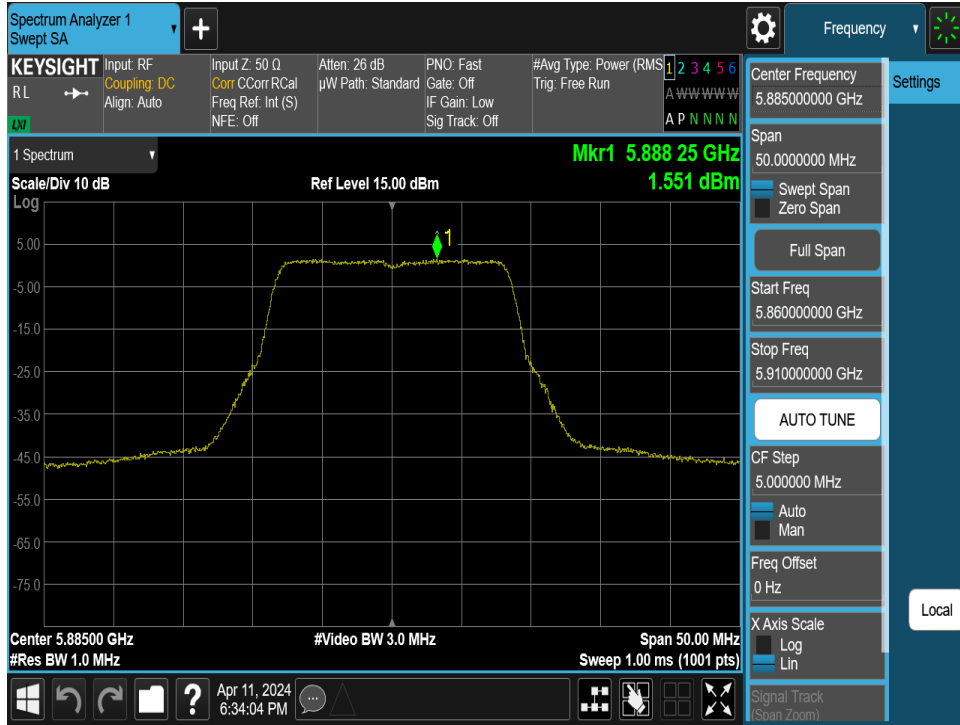 Spectrum Analyzer 1
Swept SA
+
Frequency
KEYSIGHT
RL
LXI
Input: RF
Coupling: DC
Align: Auto
Input Z: 50 Ω
Corr CCorr RCal
Freq Ref: Int (S)
NFE: Off
Atten: 26 dB
µW Path: Standard
PNO: Fast
Gate: Off
IF Gain: Low
Sig Track: Off
#Avg Type: Power (RMS
Trig: Free Run
1 2 3 4 5 6
A W W W W W
A P N N N N
1 Spectrum
Scale/Div 10 dB
Log
Ref Level 15.00 dBm
Mkr1 5.888 25 GHz
1.551 dBm
1
5.00
-5.00
-15.0
-25.0
-35.0
-45.0
-55.0
-65.0
-75.0
Center 5.88500 GHz
#Res BW 1.0 MHz
#Video BW 3.0 MHz
Span 50.00 MHz
Sweep 1.00 ms (1001 pts)
?
Apr 11, 2024
6:34:04 PM
Center Frequency
5.885000000 GHz
Span
50.0000000 MHz
Swept Span
Zero Span
Full Span
Start Freq
5.860000000 GHz
Stop Freq
5.910000000 GHz
AUTO TUNE
CF Step
5.000000 MHz
Auto
Man
Freq Offset
0 Hz
X Axis Scale
Log
Lin
Signal Track
(Span Zoom)
Settings
Local